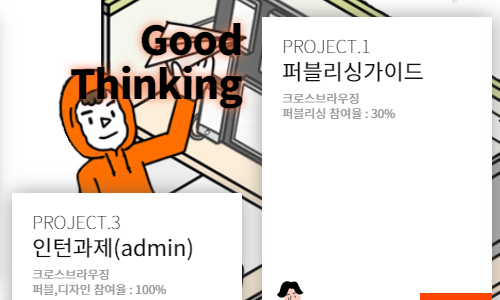 Good
Thinking
PROJECT.1
퍼블리싱가이드
크로스브라우징
퍼블리싱 참여율 : 30%
PROJECT.3
인턴과제(admin)
크로스브라우징
퍼블,디자인 참여율 : 100%